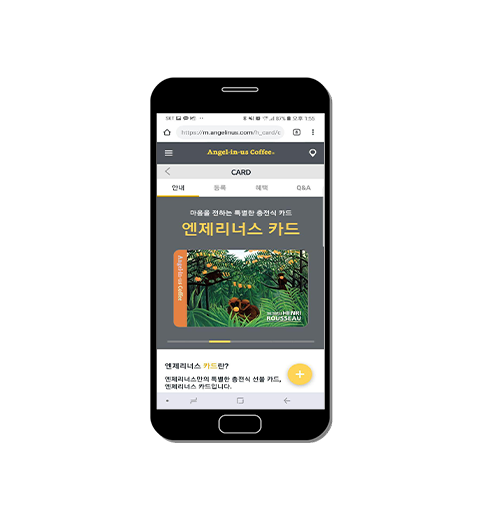 SKT 87% 오후 1:55
https://m.angelinus.com/h_card/c
Angel-in-us Coffee
CARD
안내 등록 혜택 Q&A
마음을 전하는 특별한 충전식 카드
엔제리너스 카드
Angel-in-us Coffee
HENRI
ROUSSEAU
엔제리너스 카드란?
엔제리너스만의 특별한 충전식 선물 카드,
엔제리너스 카드입니다.